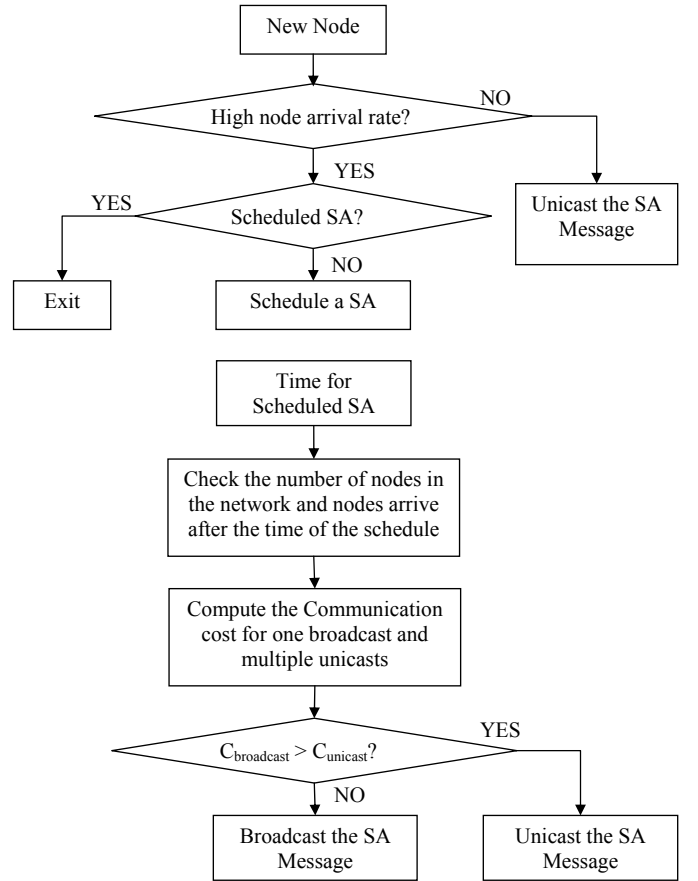 New Node
High node arrival rate?
NO
YES
YES
Scheduled SA?
Unicast the SA
Message
NO
Exit
Schedule a SA
Time for
Scheduled SA
Check the number of nodes in
the network and nodes arrive
after the time of the schedule
Compute the Communication
cost for one broadcast and
multiple unicasts
YES
Cbroadcast > Cunicast?
NO
Broadcast the SA
Message
Unicast the SA
Message